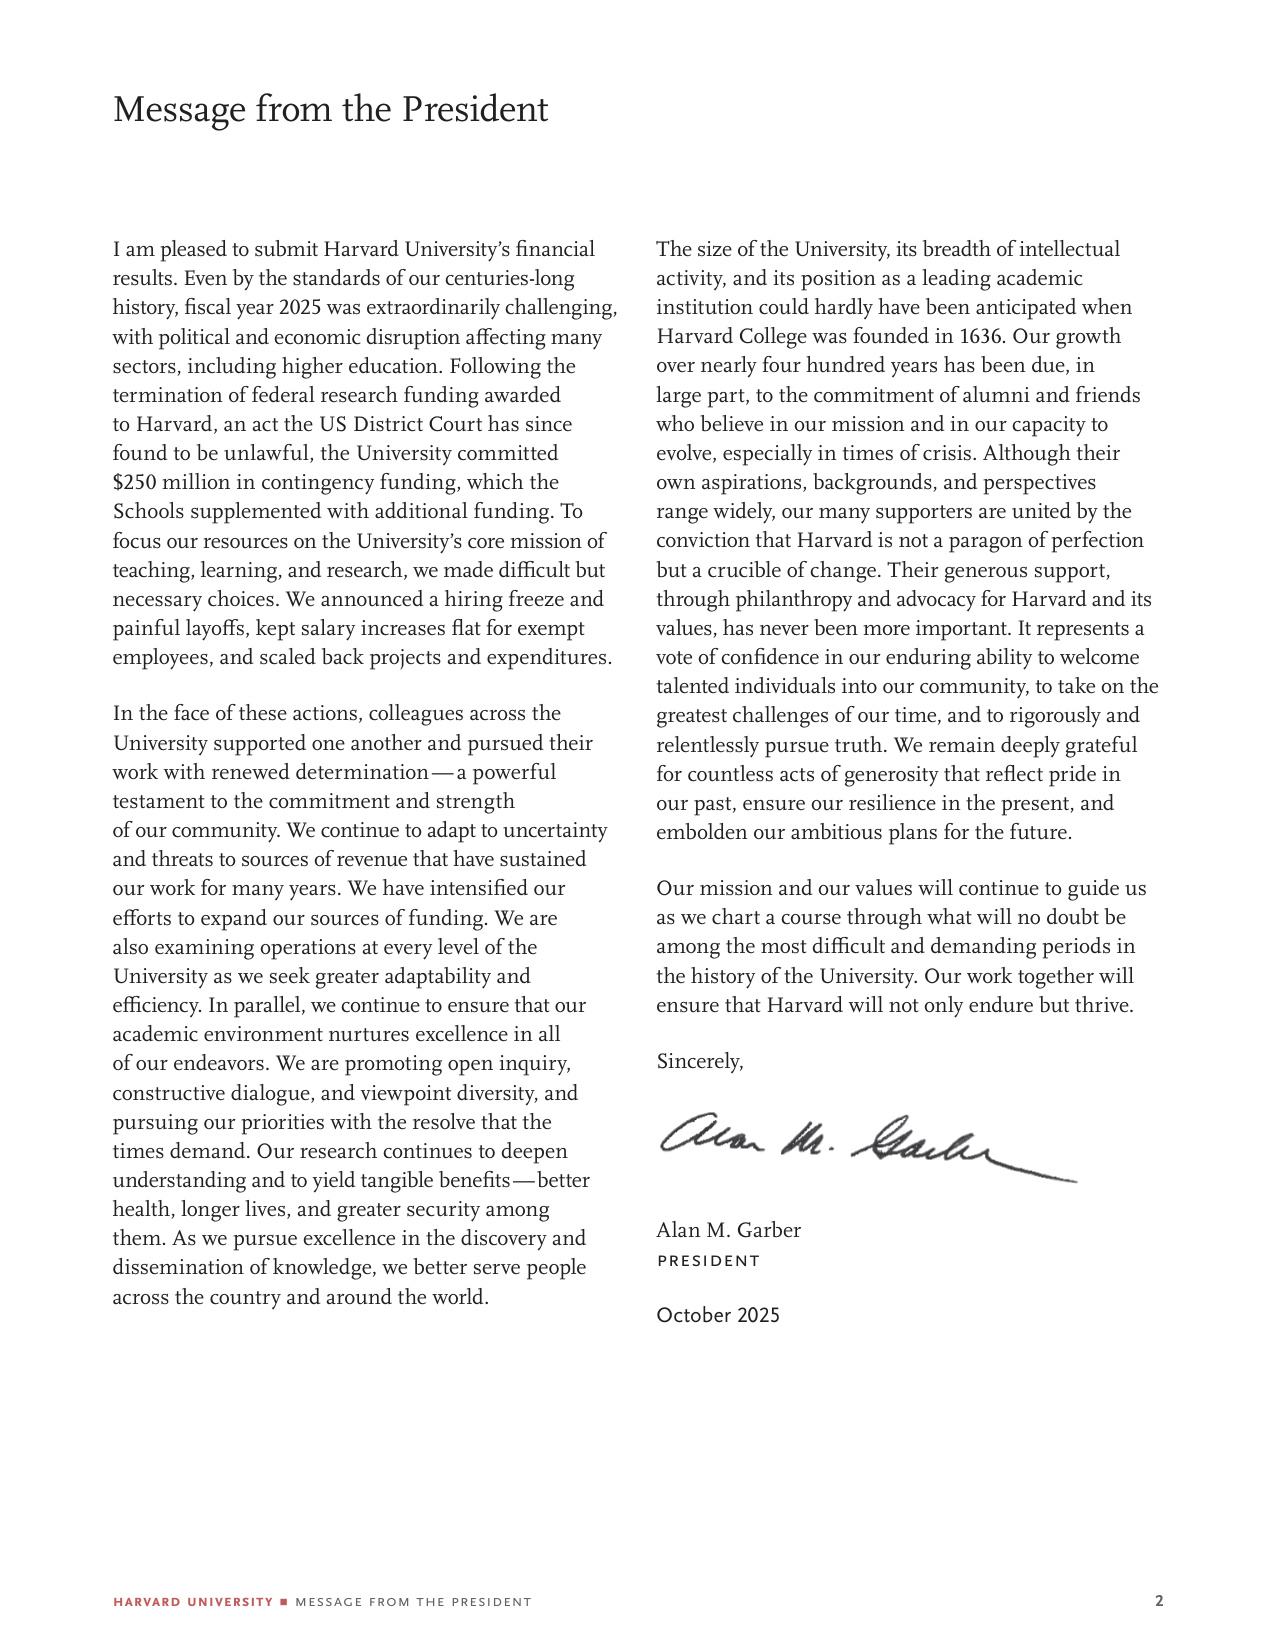 Message from the President
I am pleased to submit Harvard University’s financial
results. Even by the standards of our centuries-long
history, fiscal year 2025 was extraordinarily challenging,
with political and economic disruption affecting many
sectors, including higher education. Following the
termination of federal research funding awarded
to Harvard, an act the US District Court has since
found to be unlawful, the University committed
$250 million in contingency funding, which the
Schools supplemented with additional funding. To
focus our resources on the University’s core mission of
teaching, learning, and research, we made difficult but
necessary choices. We announced a hiring freeze and
painful layoffs, kept salary increases flat for exempt
employees, and scaled back projects and expenditures.
In the face of these actions, colleagues across the
University supported one another and pursued their
work with renewed determination — a powerful
testament to the commitment and strength
of our community. We continue to adapt to uncertainty
and threats to sources of revenue that have sustained
our work for many years. We have intensified our
efforts to expand our sources of funding. We are
also examining operations at every level of the
University as we seek greater adaptability and
efficiency. In parallel, we continue to ensure that our
academic environment nurtures excellence in all
of our endeavors. We are promoting open inquiry,
constructive dialogue, and viewpoint diversity, and
pursuing our priorities with the resolve that the
times demand. Our research continues to deepen
understanding and to yield tangible benefits — better
health, longer lives, and greater security among
them. As we pursue excellence in the discovery and
dissemination of knowledge, we better serve people
across the country and around the world.
The size of the University, its breadth of intellectual
activity, and its position as a leading academic
institution could hardly have been anticipated when
Harvard College was founded in 1636. Our growth
over nearly four hundred years has been due, in
large part, to the commitment of alumni and friends
who believe in our mission and in our capacity to
evolve, especially in times of crisis. Although their
own aspirations, backgrounds, and perspectives
range widely, our many supporters are united by the
conviction that Harvard is not a paragon of perfection
but a crucible of change. Their generous support,
through philanthropy and advocacy for Harvard and its
values, has never been more important. It represents a
vote of confidence in our enduring ability to welcome
talented individuals into our community, to take on the
greatest challenges of our time, and to rigorously and
relentlessly pursue truth. We remain deeply grateful
for countless acts of generosity that reflect pride in
our past, ensure our resilience in the present, and
embolden our ambitious plans for the future.
Our mission and our values will continue to guide us
as we chart a course through what will no doubt be
among the most difficult and demanding periods in
the history of the University. Our work together will
ensure that Harvard will not only endure but thrive.
Sincerely,
Alan M. Garber
Alan M. Garber
PRESIDENT
October 2025
HARVARD UNIVERSITY ■ MESSAGE FROM THE PRESIDENT 2